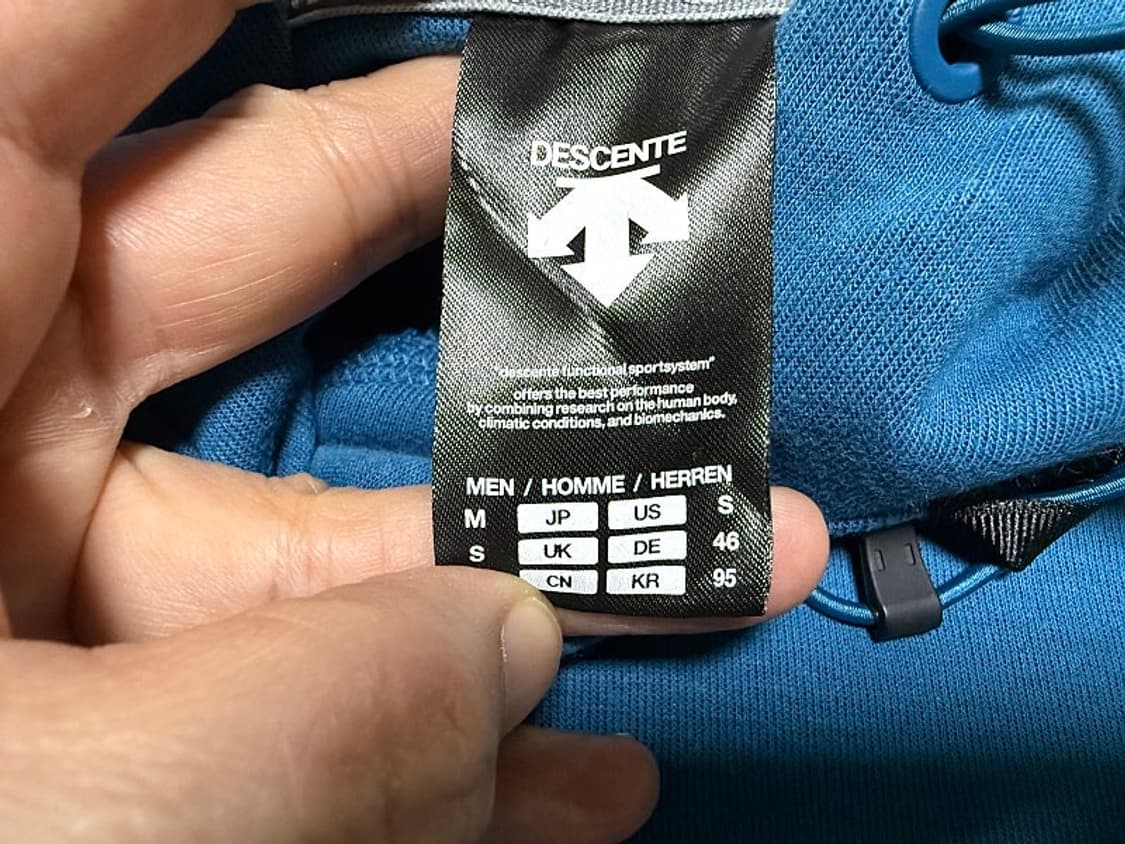 DESCENTE
"descente functional sportsystem"
offers the best performance
by combining research on the human body,
climatic conditions, and biomechanics.
MEN / HOMME / HERREN
M JP US S
S UK DE 46
CN KR 95